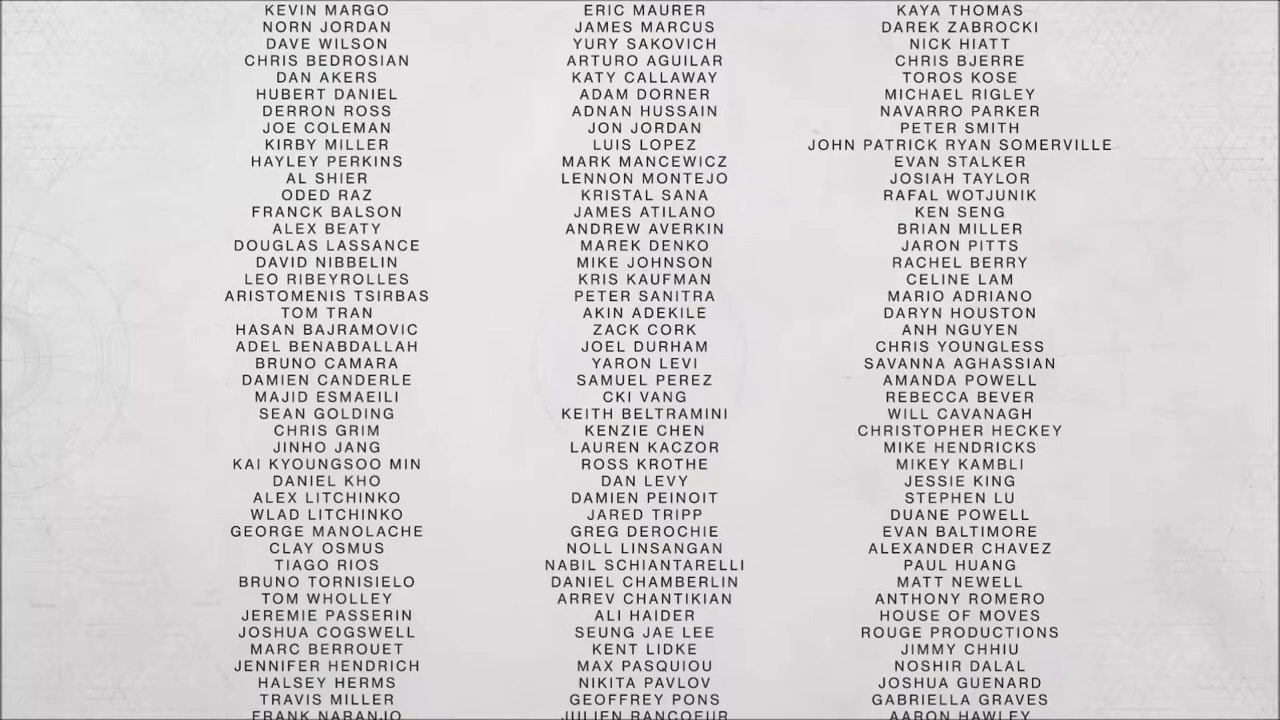 KEVIN MARGO
NORN JORDAN
DAVE WILSON
CHRIS BEDROSIAN
DAN AKERS
HUBERT DANIEL
DERRON ROSS
JOE COLEMAN
KIRBY MILLER
HAYLEY PERKINS
AL SHIER
ODED RAZ
FRANCK BALSON
ALEX BEATY
DOUGLAS LASSANCE
DAVID NIBBELIN
LEO RIBEYROLLES
ARISTOMENIS TSIRBAS
TOM TRAN
HASAN BAJRAMOVIC
ADEL BENABDALLAH
BRUNO CAMARA
DAMIEN CANDERLE
MAJID ESMAEILI
SEAN GOLDING
CHRIS GRIM
JINHO JANG
KAI KYOUNGSOO MIN
DANIEL KHO
ALEX LITCHINKO
WLAD LITCHINKO
GEORGE MANOLACHE
CLAY OSMUS
TIAGO RIOS
BRUNO TORNISIELO
TOM WHOLLEY
JEREMIE PASSERIN
JOSHUA COGSWELL
MARC BERROUET
JENNIFER HENDRICH
HALSEY HERMS
TRAVIS MILLER
FRANK NARANJO
ERIC MAURER
JAMES MARCUS
YURY SAKOVICH
ARTURO AGUILAR
KATY CALLAWAY
ADAM DORNER
ADNAN HUSSAIN
JON JORDAN
LUIS LOPEZ
MARK MANCEWICZ
LENNON MONTEJO
KRISTAL SANA
JAMES ATILANO
ANDREW AVERKIN
MAREK DENKO
MIKE JOHNSON
KRIS KAUFMAN
PETER SANITRA
AKIN ADEKILE
ZACK CORK
JOEL DURHAM
YARON LEVI
SAMUEL PEREZ
CKI VANG
KEITH BELTRAMINI
KENZIE CHEN
LAUREN KACZOR
ROSS KROTHE
DAN LEVY
DAMIEN PEINOIT
JARED TRIPP
GREG DEROCHIE
NOLL LINSANGAN
NABIL SCHIANTARELLI
DANIEL CHAMBERLIN
ARREV CHANTIKIAN
ALI HAIDER
SEUNG JAE LEE
KENT LIDKE
MAX PASQUIOU
NIKITA PAVLOV
GEOFFREY PONS
JULIEN RANCOEUR
KAYA THOMAS
DAREK ZABROCKI
NICK HIATT
CHRIS BJERRE
TOROS KOSE
MICHAEL RIGLEY
NAVARRO PARKER
PETER SMITH
JOHN PATRICK RYAN SOMERVILLE
EVAN STALKER
JOSIAH TAYLOR
RAFAL WOTJUNIK
KEN SENG
BRIAN MILLER
JARON PITTS
RACHEL BERRY
CELINE LAM
MARIO ADRIANO
DARYN HOUSTON
ANH NGUYEN
CHRIS YOUNGLESS
SAVANNA AGHASSIAN
AMANDA POWELL
REBECCA BEVER
WILL CAVANAGH
CHRISTOPHER HECKEY
MIKE HENDRICKS
MIKEY KAMBLI
JESSIE KING
STEPHEN LU
DUANE POWELL
EVAN BALTIMORE
ALEXANDER CHAVEZ
PAUL HUANG
MATT NEWELL
ANTHONY ROMERO
HOUSE OF MOVES
ROUGE PRODUCTIONS
JIMMY CHHIU
NOSHIR DALAL
JOSHUA GUENARD
GABRIELLA GRAVES
AARON HAWLEY